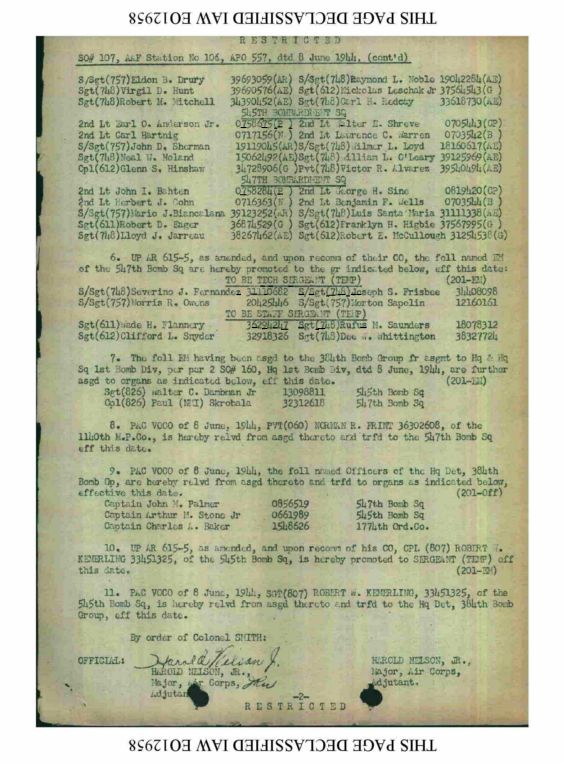 THIS PAGE DECLASSIFIED IAW EO12958
RESTRICTED
SO# 107, AAF Station No 106, APO 557, dtd 8 June 1944, (cont'd)
S/Sgt(757)Eldon B. Drury 39693059(AR) S/Sgt(748)Raymond L. Noble 19042284(AE)
Sgt(748)Virgil D. Hunt 39690576(AE) Sgt(612)Nickolas Leschak Jr 37564543(G )
Sgt(748)Robert M. Mitchell 34390452(AE) Sgt(748)Carl H. Redcay 33618730(AE)
545TH BOMBARDMENT SQ
2nd Lt Earl O. Anderson Jr. 0758675(P ) 2nd Lt Walter E. Shreve 0705443(CP)
2nd Lt Carl Hartnig 0717156(N ) 2nd Lt Laurence C. Warren 0703542(B )
S/Sgt(757)John D. Sherman 19119045(AR)S/Sgt(748)Wilmer L. Loyd 18160617(AE)
Sgt(748)Neal W. Noland 15062492(AE)Sgt(748)William L. O'Leary 39125969(AE)
Cpl(612)Glenn S. Hinshaw 34728906(G )Pvt(748)Victor R. Alvarez 39540494(AE)
547TH BOMBARDMENT SQ
2nd Lt John I. Bahten 0758284(P ) 2nd Lt George H. Sine 0819420(CP)
2nd Lt Herbert J. Cohn 0716363(N ) 2nd Lt Benjamin F. Wells 0703544(B )
S/Sgt(757)Mario J.Biancalana 39123252(AR) S/Sgt(748)Luis Santa Maria 31111338(AE)
Sgt(611)Robert D. Sager 36874529(G ) Sgt(612)Franklyn H. Higbie 37567995(G )
Sgt(748)Lloyd J. Jarreau 38267462(AE) Sgt(612)Robert E. McCullough 31254538(G)
6. UP AR 615-5, as amended, and upon recomn of their CO, the foll named EM
of the 547th Bomb Sq are hereby promoted to the gr indicated below, eff this date:
TO BE TECH SERGEANT (TEMP) (201-EM)
S/Sgt(748)Severino J. Fernandez 31110682 S/Sgt(748)Joseph S. Frisbee 34408098
S/Sgt(757)Norris R. Owens 20425446 S/Sgt(757)Morton Sapolin 12160161
TO BE STAFF SERGEANT (TEMP)
Sgt(611)Wade H. Flannery 36294247 Sgt(748)Rufus M. Saunders 18078312
Sgt(612)Clifford L. Snyder 32918326 Sgt(748)Dee W. Whittington 38327724
7. The foll EM having been asgd to the 384th Bomb Group fr asgmt to Hq & Hq
Sq 1st Bomb Div, per par 2 SO# 160, Hq 1st Bomb Div, dtd 8 June, 1944, are further
asgd to organs as indicated below, eff this date. (201-EM)
Sgt(826) Walter C. Damman Jr 13098811 545th Bomb Sq
Cpl(826) Paul (NMI) Skrobala 32312618 547th Bomb Sq
8. PAC VOCO of 8 June, 1944, PVT(060) NORMAN R. PRINT 36302608, of the
1140th M.P.Co., is hereby relvd from asgd thereto and trfd to the 547th Bomb Sq
eff this date.
9. PAC VOCO of 8 June, 1944, the foll named Officers of the Hq Det, 384th
Bomb Gp, are hereby relvd from asgd thereto and trfd to organs as indicated below,
effective this date. (201-Off)
Captain John M. Palmer 0856519 547th Bomb Sq
Captain Arthur M. Stone Jr 0661989 545th Bomb Sq
Captain Charles A. Baker 1548626 1774th Ord.Co.
10. UP AR 615-5, as amended, and upon recomn of his CO, CPL (807) ROBERT W.
KEMERLING 33451325, of the 545th Bomb Sq, is hereby promoted to SERGEANT (TEMP) eff
this date. (201-EM)
11. PAC VOCO of 8 June, 1944, SGT(807) ROBERT W. KEMERLING, 33451325, of the
545th Bomb Sq, is hereby relvd from asgd thereto and trfd to the Hq Det, 384th Bomb
Group, eff this date.
By order of Colonel SMITH:
OFFICIAL: Harold Nelson Jr.
HAROLD NELSON, JR., HAROLD NELSON, JR.,
Major, Air Corps, Major, Air Corps,
Adjutant Adjutant.
-2-
RESTRICTED
THIS PAGE DECLASSIFIED IAW EO12958